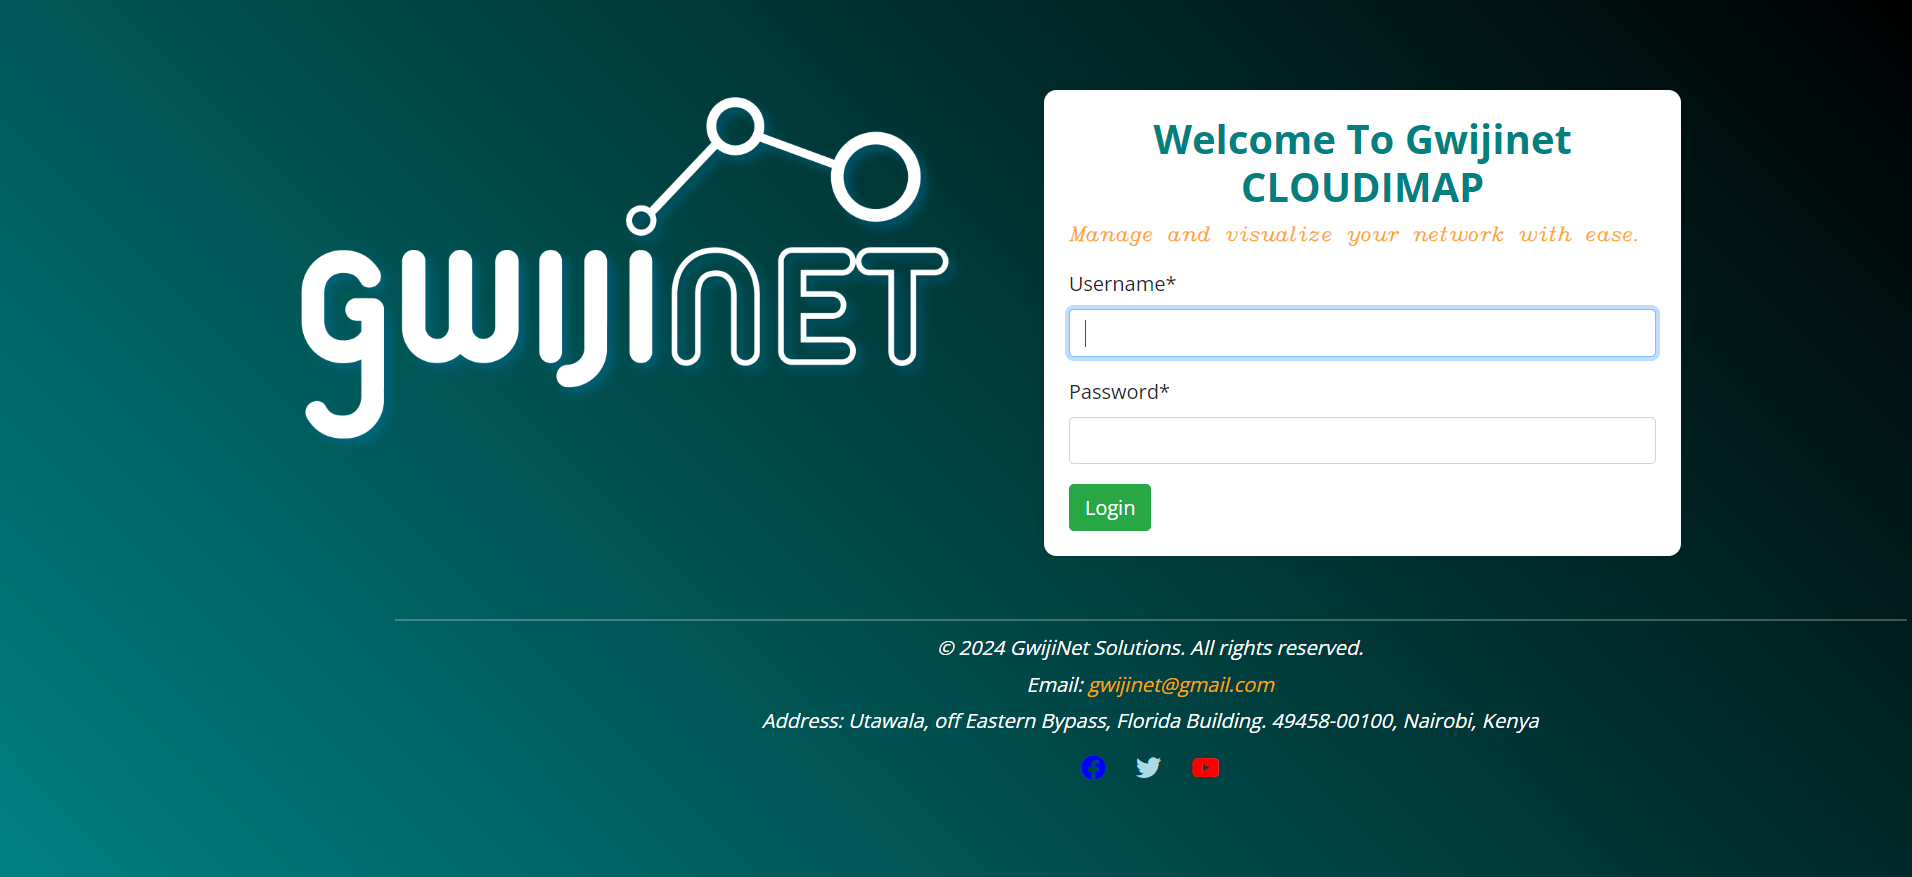 gwijiNET
Welcome To Gwijinet
CLOUDIMAP
Manage and visualize your network with ease.
Username*
Password*
Login
© 2024 GwijiNet Solutions. All rights reserved.
Email: gwijinet@gmail.com
Address: Utawala, off Eastern Bypass, Florida Building. 49458-00100, Nairobi, Kenya